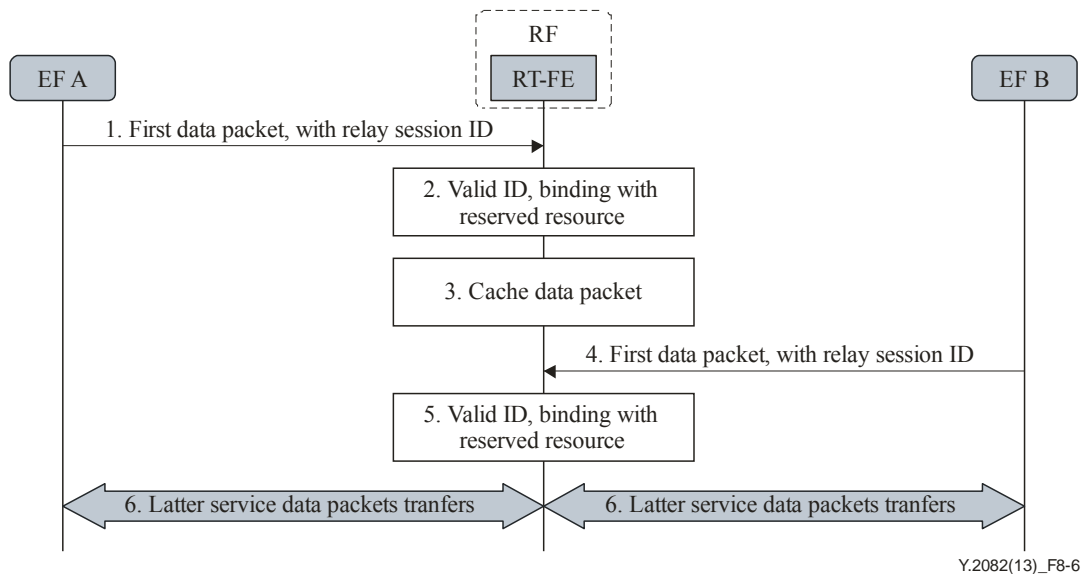 RF
EF A
RT-FE
EF B
1. First data packet, with relay session ID
2. Valid ID, binding with
reserved resource
3. Cache data packet
4. First data packet, with relay session ID
5. Valid ID, binding with
reserved resource
6. Latter service data packets tranfers
6. Latter service data packets tranfers
Y.2082(13)_F8-6